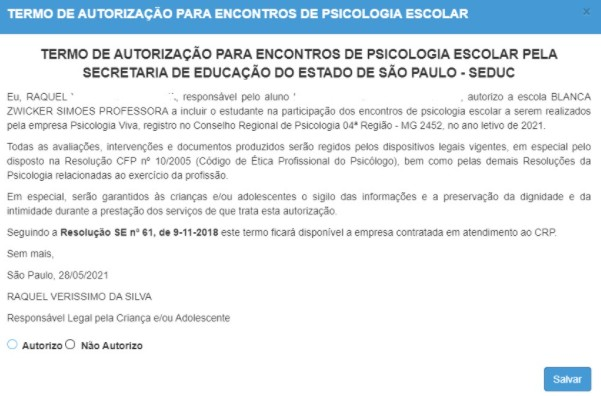 TERMO DE AUTORIZAÇÃO PARA ENCONTROS DE PSICOLOGIA ESCOLAR ×
TERMO DE AUTORIZAÇÃO PARA ENCONTROS DE PSICOLOGIA ESCOLAR PELA
SECRETARIA DE EDUCAÇÃO DO ESTADO DE SÃO PAULO - SEDUC
Eu, RAQUEL , responsável pelo aluno , autorizo a escola BLANCA
ZWICKER SIMOES PROFESSORA a incluir o estudante na participação dos encontros de psicologia escolar a serem realizados
pela empresa Psicologia Viva, registro no Conselho Regional de Psicologia 04ª Região - MG 2452, no ano letivo de 2021.
Todas as avaliações, intervenções e documentos produzidos serão regidos pelos dispositivos legais vigentes, em especial pelo
disposto na Resolução CFP nº 10/2005 (Código de Ética Profissional do Psicólogo), bem como pelas demais Resoluções da
Psicologia relacionadas ao exercício da profissão.
Em especial, serão garantidos às crianças e/ou adolescentes o sigilo das informações e a preservação da dignidade e da
intimidade durante a prestação dos serviços de que trata esta autorização.
Seguindo a Resolução SE nº 61, de 9-11-2018 este termo ficará disponível a empresa contratada em atendimento ao CRP.
Sem mais,
São Paulo, 28/05/2021
RAQUEL VERISSIMO DA SILVA
Responsável Legal pela Criança e/ou Adolescente
Autorizo Não Autorizo
Salvar